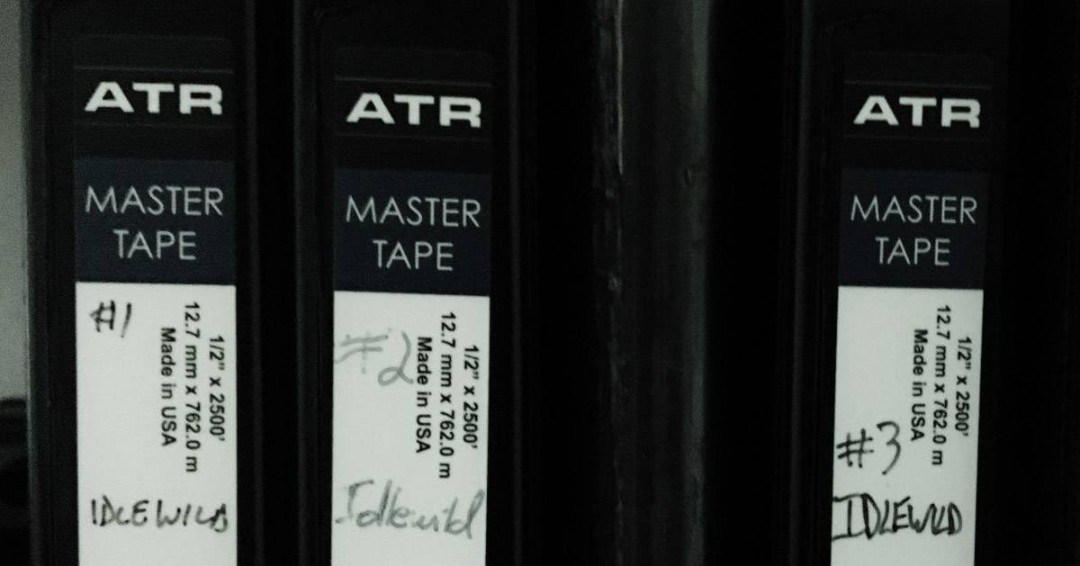 ATR
MASTER
TAPE
#1
1/2" x 2500'
12.7 mm x 762.0 m
Made in USA
IDLEWILD
ATR
MASTER
TAPE
#2
1/2" x 2500'
12.7 mm x 762.0 m
Made in USA
Idlewild
ATR
MASTER
TAPE
1/2" x 2500'
12.7 mm x 762.0 m
Made in USA
#3
IDLEWILD